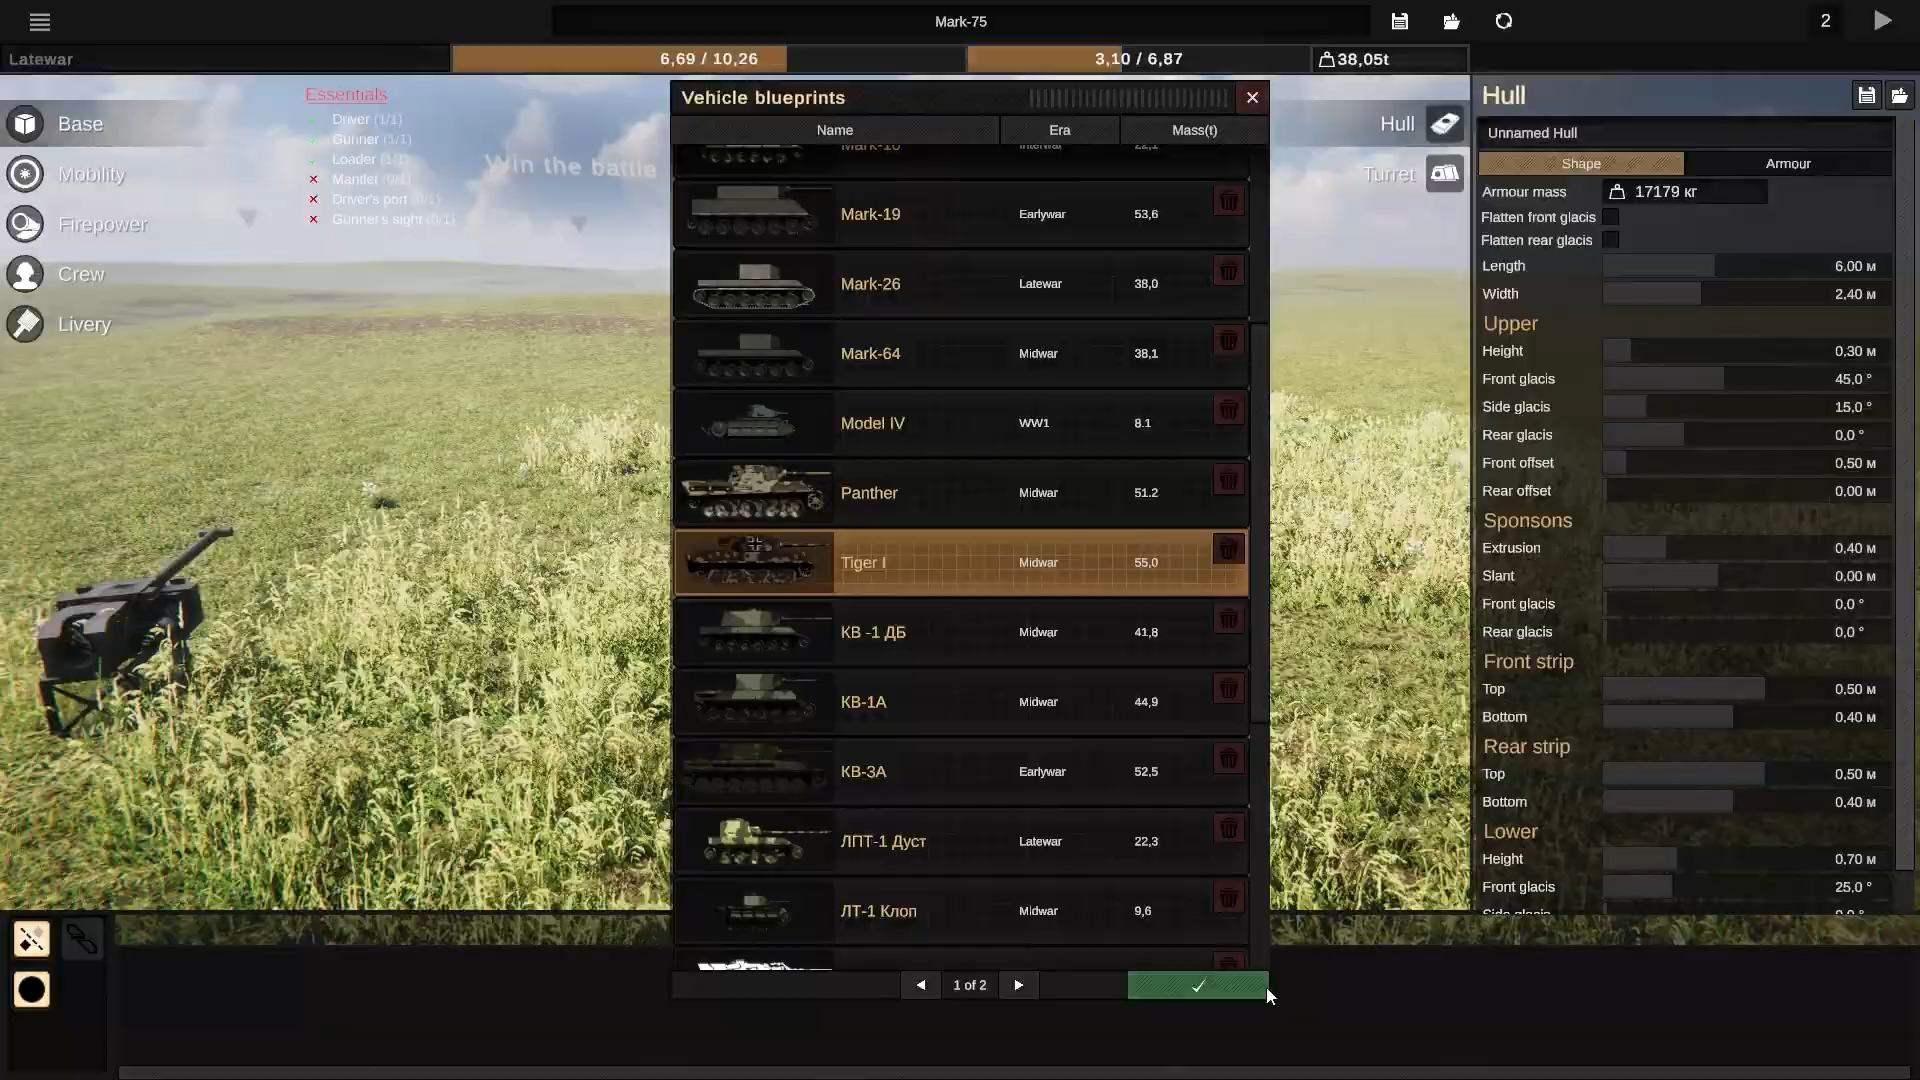 Mark-75
2
Latewar
6,69 / 10,26
3,10 / 6,87
38,05t
Essentials
Driver (1/1)
Gunner (1/1)
Loader (1/1)
Mantlet (0/1)
Driver's port (0/1)
Gunner's sight (0/1)
Win the battle
Base
Mobility
Firepower
Crew
Livery
Vehicle blueprints
Name Era Mass(t)
Mark-19 Earlywar 53,6
Mark-26 Latewar 38,0
Mark-64 Midwar 38,1
Model IV WW1 8.1
Panther Midwar 51.2
Tiger I Midwar 55,0
КВ -1 ДБ Midwar 41,8
КВ-1А Midwar 44,9
КВ-3А Earlywar 52,5
ЛПТ-1 Дуст Latewar 22,3
ЛТ-1 Клоп Midwar 9,6
1 of 2
Hull
Turret
Hull
Unnamed Hull
Shape Armour
Armour mass 17179 кг
Flatten front glacis
Flatten rear glacis
Length 6.00 м
Width 2,40 м
Upper
Height 0,30 м
Front glacis 45,0 °
Side glacis 15,0 °
Rear glacis 0,0 °
Front offset 0,50 м
Rear offset 0,00 м
Sponsons
Extrusion 0,40 м
Slant 0,00 м
Front glacis 0,0 °
Rear glacis 0,0 °
Front strip
Top 0,50 м
Bottom 0,40 м
Rear strip
Top 0,50 м
Bottom 0,40 м
Lower
Height 0,70 м
Front glacis 25,0 °